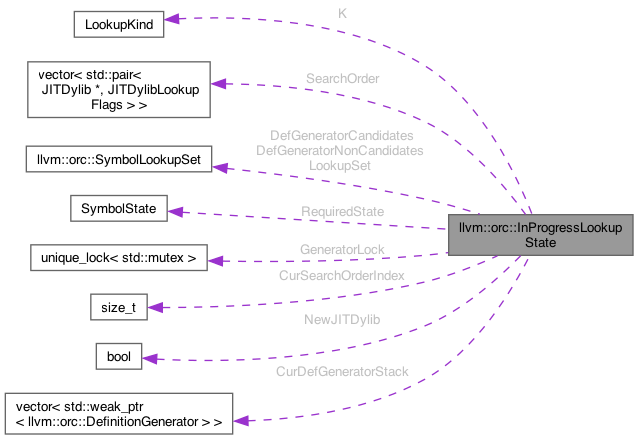 K
LookupKind
SearchOrder
vector< std::pair<
JITDylib *, JITDylibLookup
Flags > >
DefGeneratorCandidates
DefGeneratorNonCandidates
LookupSet
llvm::orc::SymbolLookupSet
RequiredState
SymbolState
llvm::orc::InProgressLookup
State
GeneratorLock
unique_lock< std::mutex >
CurSearchOrderIndex
size_t
NewJITDylib
bool
CurDefGeneratorStack
vector< std::weak_ptr
< llvm::orc::DefinitionGenerator > >